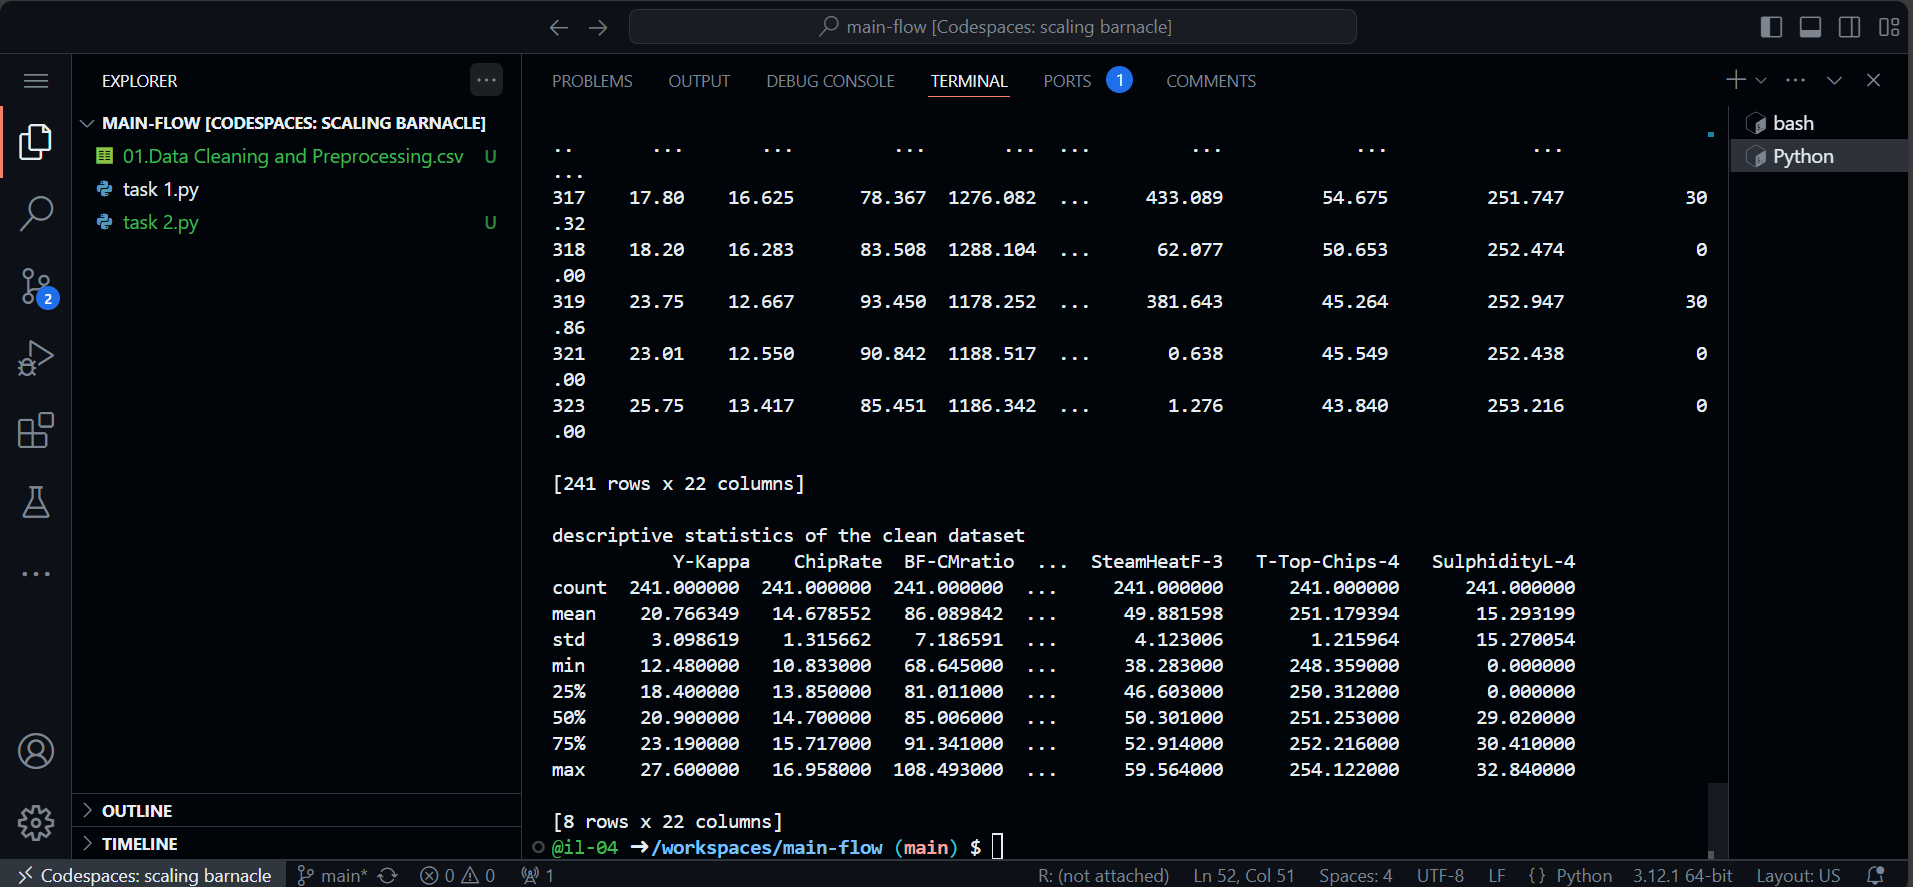 main-flow [Codespaces: scaling barnacle]
EXPLORER
MAIN-FLOW [CODESPACES: SCALING BARNACLE]
01.Data Cleaning and Preprocessing.csv U
task 1.py
task 2.py U
2
OUTLINE
TIMELINE
PROBLEMS OUTPUT DEBUG CONSOLE TERMINAL PORTS 1 COMMENTS
bash
Python
.. ... ... ... ... ... ... ... ...
...
317 17.80 16.625 78.367 1276.082 ... 433.089 54.675 251.747 30
.32
318 18.20 16.283 83.508 1288.104 ... 62.077 50.653 252.474 0
.00
319 23.75 12.667 93.450 1178.252 ... 381.643 45.264 252.947 30
.86
321 23.01 12.550 90.842 1188.517 ... 0.638 45.549 252.438 0
.00
323 25.75 13.417 85.451 1186.342 ... 1.276 43.840 253.216 0
.00
[241 rows x 22 columns]
descriptive statistics of the clean dataset
Y-Kappa ChipRate BF-CMratio ... SteamHeatF-3 T-Top-Chips-4 SulphidityL-4
count 241.000000 241.000000 241.000000 ... 241.000000 241.000000 241.000000
mean 20.766349 14.678552 86.089842 ... 49.881598 251.179394 15.293199
std 3.098619 1.315662 7.186591 ... 4.123006 1.215964 15.270054
min 12.480000 10.833000 68.645000 ... 38.283000 248.359000 0.000000
25% 18.400000 13.850000 81.011000 ... 46.603000 250.312000 0.000000
50% 20.900000 14.700000 85.006000 ... 50.301000 251.253000 29.020000
75% 23.190000 15.717000 91.341000 ... 52.914000 252.216000 30.410000
max 27.600000 16.958000 108.493000 ... 59.564000 254.122000 32.840000
[8 rows x 22 columns]
@il-04 ➜/workspaces/main-flow (main) $
Codespaces: scaling barnacle main* 0 0 1 R: (not attached) Ln 52, Col 51 Spaces: 4 UTF-8 LF {} Python 3.12.1 64-bit Layout: US